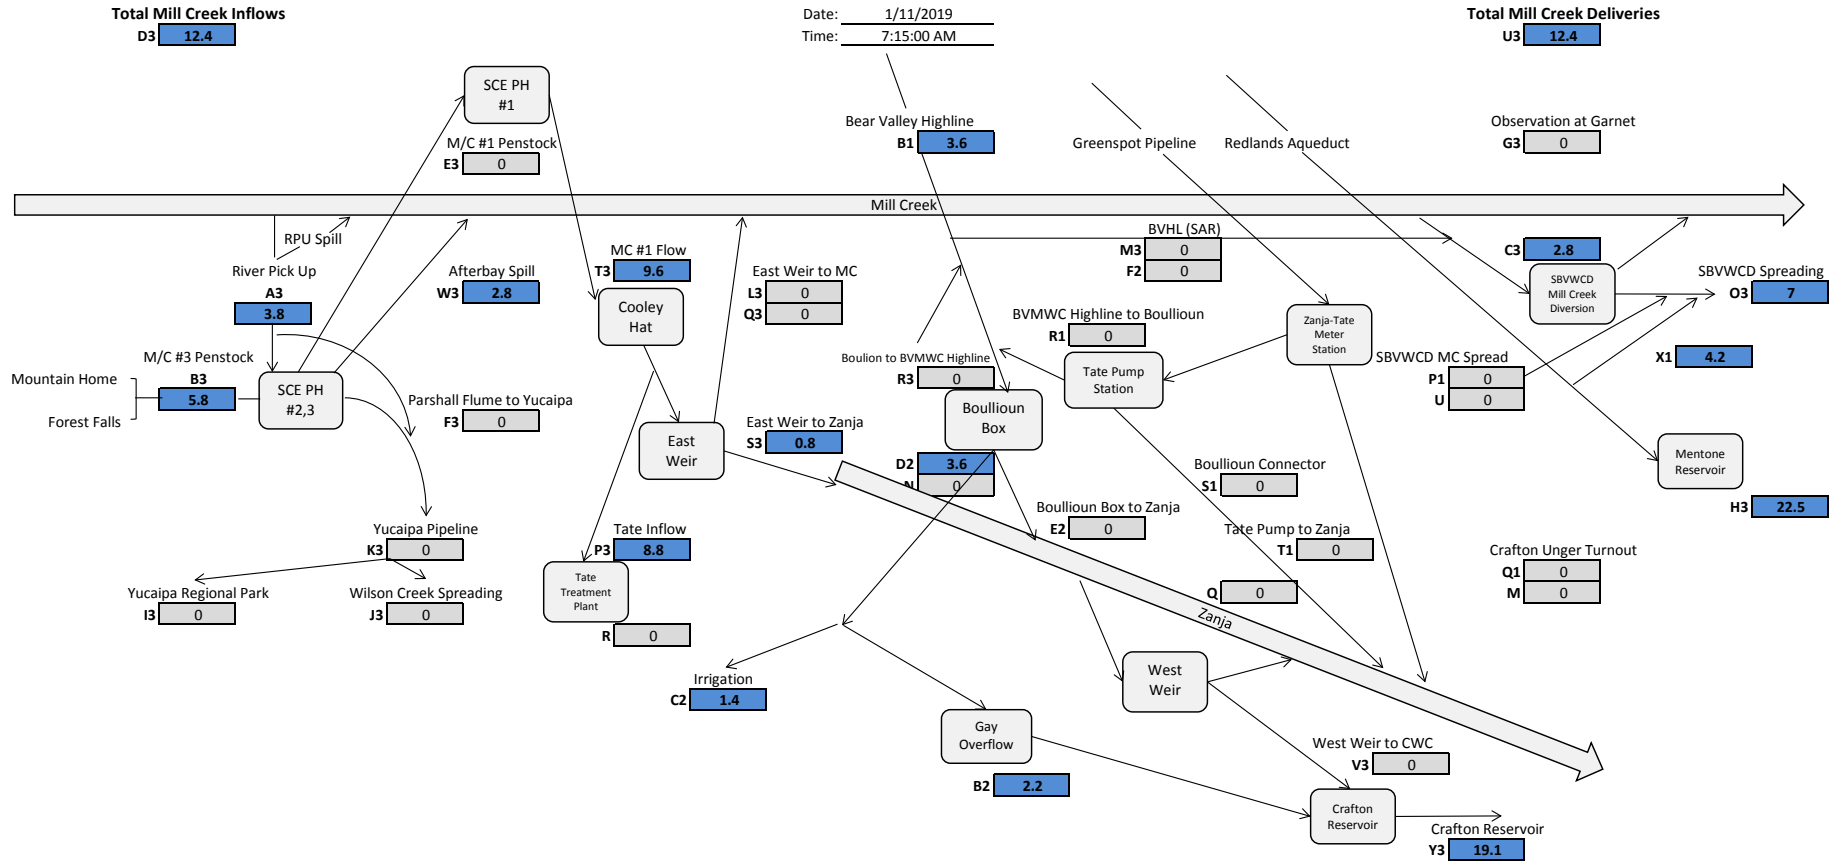 Total Mill Creek Inflows
D3 12.4
Date: 1/11/2019
Time: 7:15:00 AM
Total Mill Creek Deliveries
U3 12.4
SCE PH
#1
M/C #1 Penstock
E3 0
Bear Valley Highline
B1 3.6
Greenspot Pipeline
Redlands Aqueduct
Observation at Garnet
G3 0
Mill Creek
RPU Spill
River Pick Up
A3
3.8
Afterbay Spill
W3 2.8
MC #1 Flow
T3 9.6
Cooley
Hat
East Weir to MC
L3 0
Q3 0
BVHL (SAR)
M3 0
F2 0
C3 2.8
SBVWCD
Mill Creek
Diversion
SBVWCD Spreading
O3 7
BVMWC Highline to Boullioun
R1 0
Zanja-Tate
Meter
Station
X1 4.2
Mountain Home
Forest Falls
M/C #3 Penstock
B3
5.8
SCE PH
#2,3
Parshall Flume to Yucaipa
F3 0
Boulion to BVMWC Highline
R3 0
Tate Pump
Station
SBVWCD MC Spread
P1 0
U 0
East
Weir
East Weir to Zanja
S3 0.8
Boullioun
Box
D2 3.6
N 0
Boullioun Connector
S1 0
Mentone
Reservoir
H3 22.5
Yucaipa Pipeline
K3 0
Tate Inflow
P3 8.8
Boullioun Box to Zanja
E2 0
Tate Pump to Zanja
T1 0
Crafton Unger Turnout
Q1 0
M 0
Yucaipa Regional Park
I3 0
Wilson Creek Spreading
J3 0
Tate
Treatment
Plant
R 0
Q 0
Zanja
Irrigation
C2 1.4
West
Weir
Gay
Overflow
B2 2.2
West Weir to CWC
V3 0
Crafton
Reservoir
Crafton Reservoir
Y3 19.1